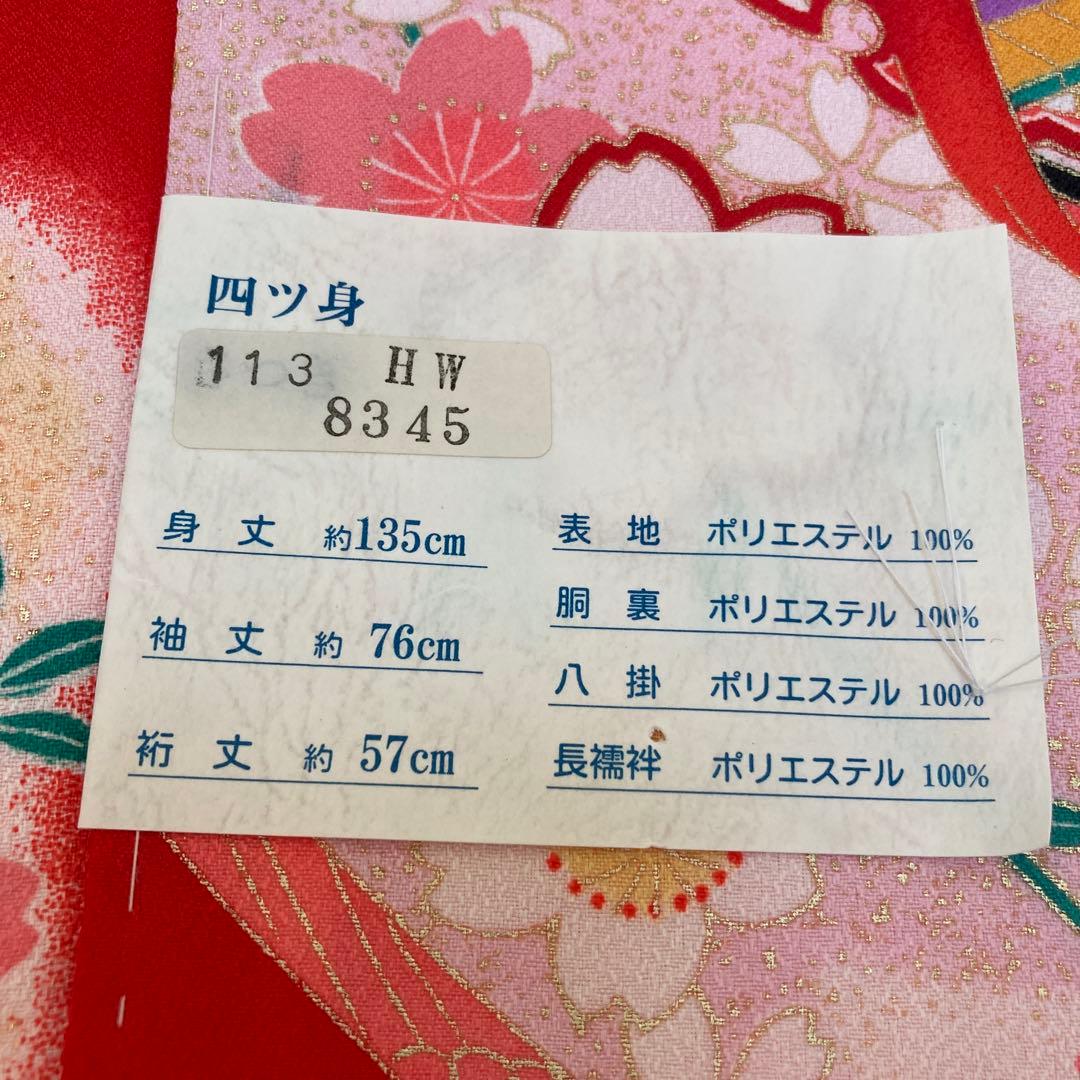 四ツ身
113 HW
8345
身丈 約135cm
袖丈 約76cm
裄丈 約57cm
表地 ポリエステル 100%
胴裏 ポリエステル 100%
八掛 ポリエステル 100%
長襦袢 ポリエステル 100%